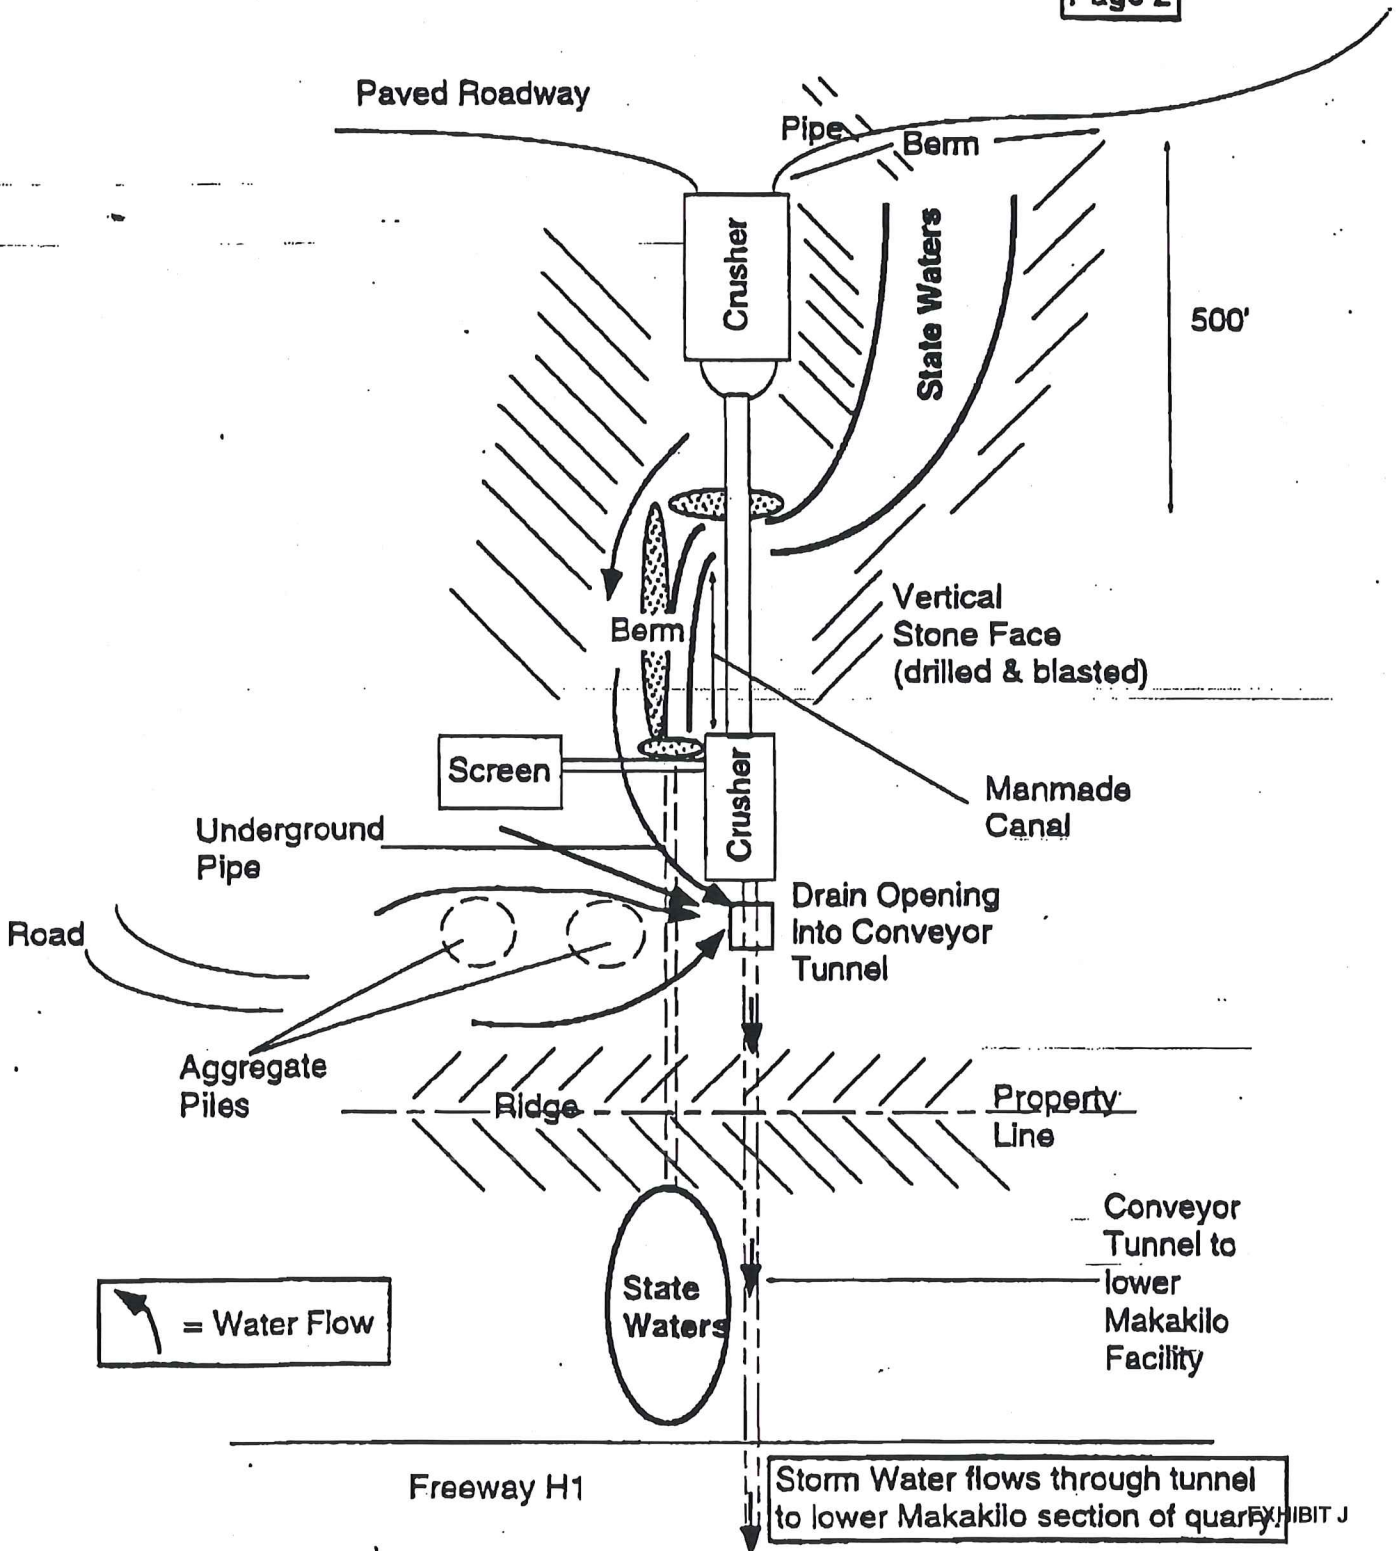 Page 2
Paved Roadway
Pipe
Berm
Crusher
State Waters
500'
Berm
Vertical
Stone Face
(drilled & blasted)
Screen
Crusher
Manmade
Canal
Underground
Pipe
Road
Drain Opening
Into Conveyor
Tunnel
Aggregate
Piles
Ridge
Property
Line
Conveyor
Tunnel to
lower
Makakilo
Facility
State
Waters
= Water Flow
Freeway H1
Storm Water flows through tunnel
to lower Makakilo section of quarry.
EXHIBIT J